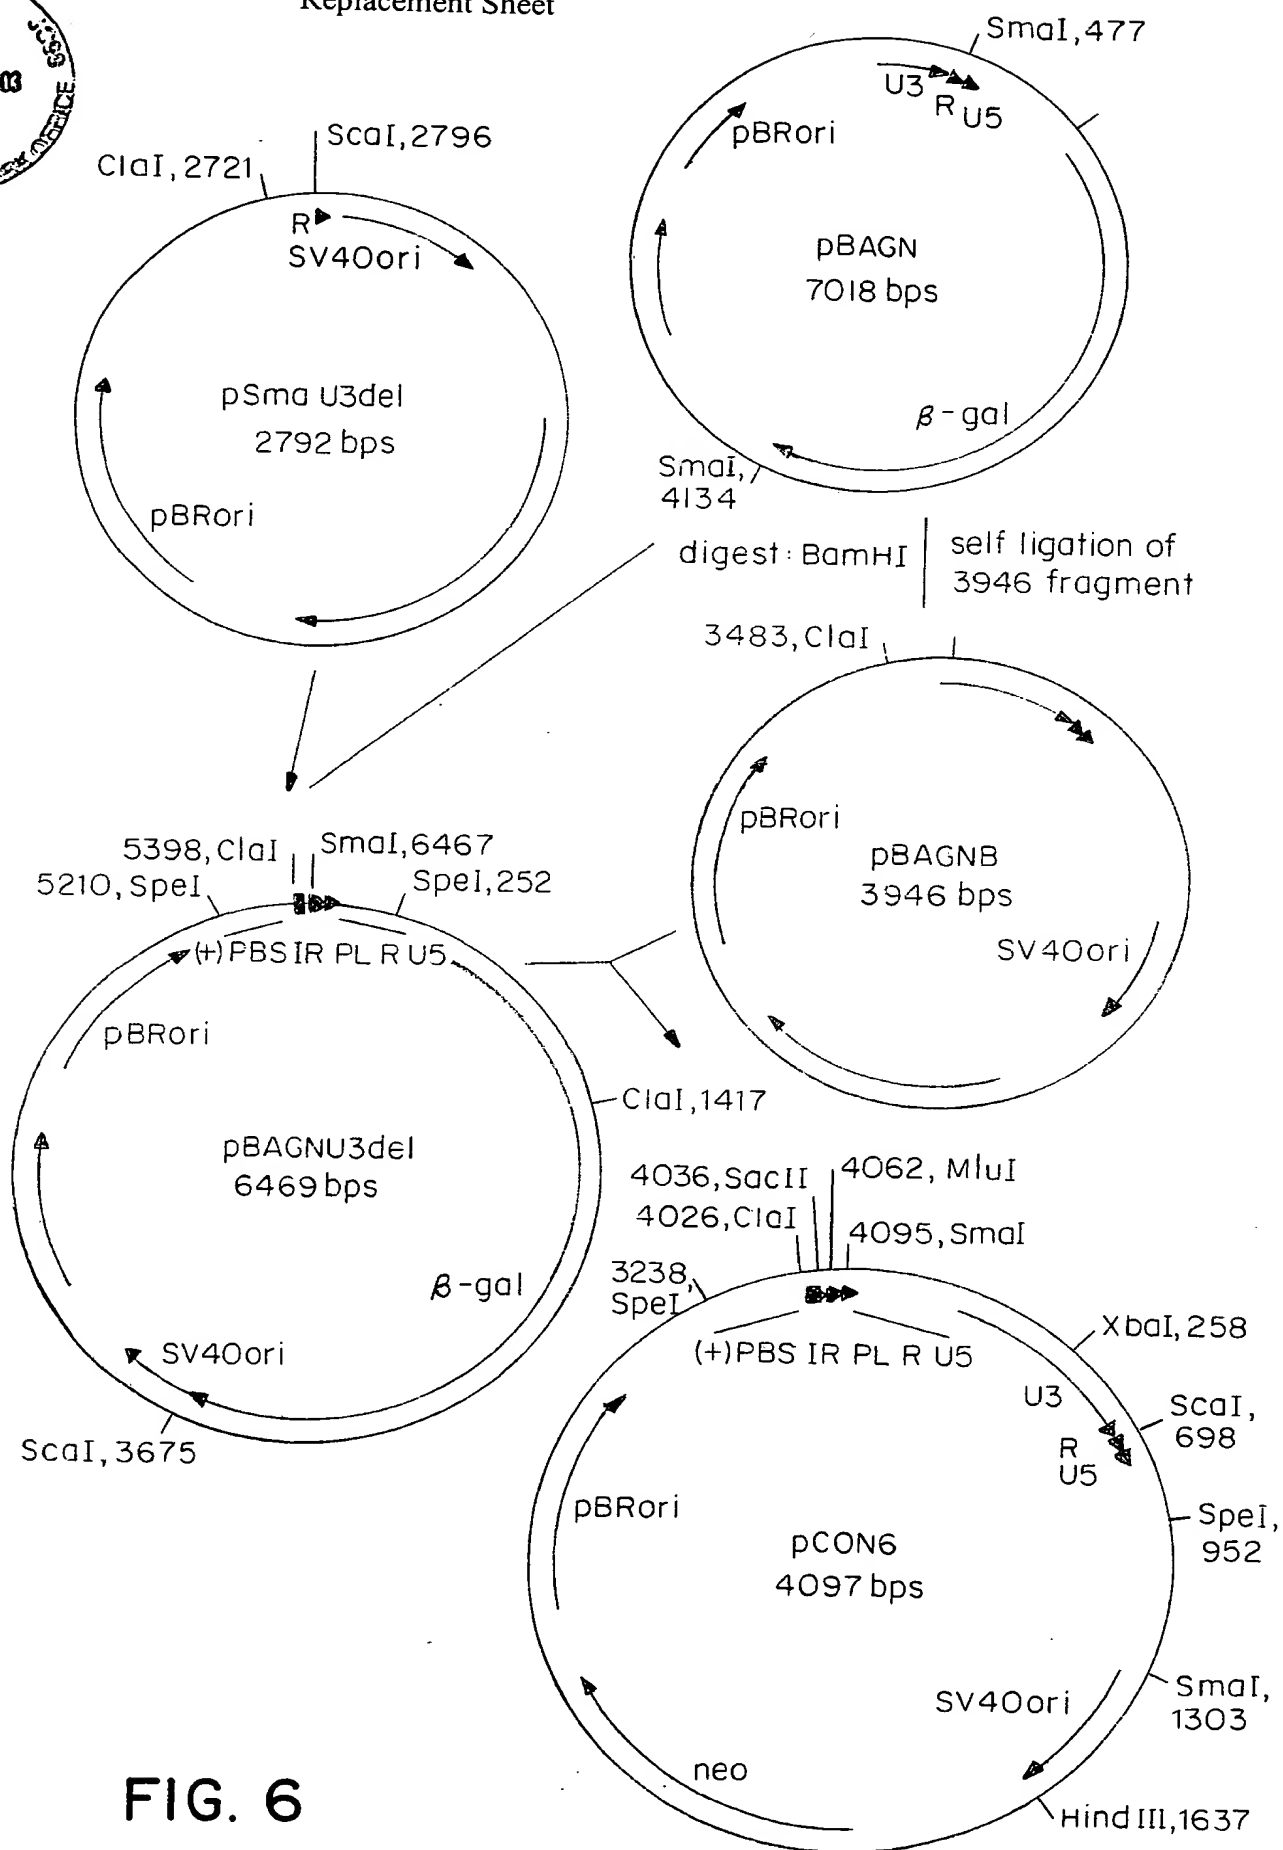 Replacement Sheet
SmaI,477
U3
R
U5
pBRori
pBAGN
7018 bps
β-gal
SmaI,
4134
ClaI,2721
ScaI,2796
R
SV40ori
pSma U3del
2792 bps
pBRori
digest: BamHI
self ligation of
3946 fragment
3483,ClaI
pBRori
pBAGNB
3946 bps
SV40ori
5398,ClaI
SmaI,6467
5210,SpeI
SpeI,252
(+)PBS IR PL R U5
pBRori
ClaI,1417
pBAGNU3del
6469 bps
β-gal
SV40ori
ScaI,3675
4036,SacII
4062, MluI
4026,ClaI
4095,SmaI
3238,
SpeI
(+)PBS IR PL R U5
XbaI,258
U3
ScaI,
698
R
U5
pBRori
SpeI,
952
pCON6
4097 bps
SmaI,
1303
SV40ori
neo
Hind III,1637
FIG. 6